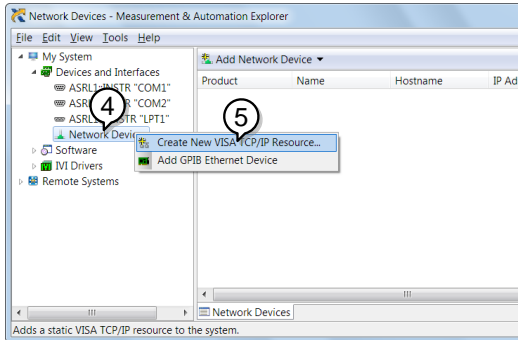 Network Devices - Measurement & Automation Explorer
File Edit View Tools Help
My System
Devices and Interfaces
ASRL1::INSTR "COM1"
"COM2"
"LPT1"
Network
Software
IVI Drivers
Remote Systems
4
Add Network Device
Product Name Hostname IP Ad
5
Create New VISA TCP/IP Resource...
Add GPIB Ethernet Device
Network Devices
Adds a static VISA TCP/IP resource to the system.